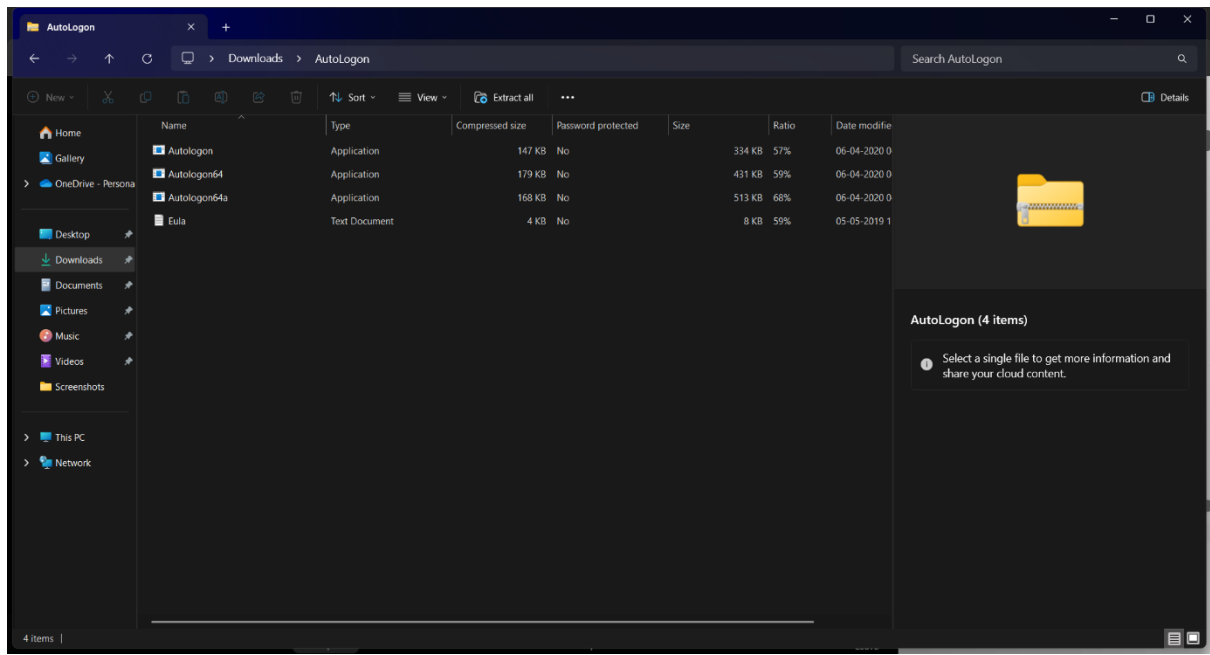 AutoLogon
Downloads > AutoLogon
Search AutoLogon
New
Sort
View
Extract all
Details
Home
Gallery
OneDrive - Persona
Desktop
Downloads
Documents
Pictures
Music
Videos
Screenshots
This PC
Network
Name Type Compressed size Password protected Size Ratio Date modifie
Autologon Application 147 KB No 334 KB 57% 06-04-2020 0
Autologon64 Application 179 KB No 431 KB 59% 06-04-2020 0
Autologon64a Application 168 KB No 513 KB 68% 06-04-2020 0
Eula Text Document 4 KB No 8 KB 59% 05-05-2019 1
AutoLogon (4 items)
Select a single file to get more information and
share your cloud content.
4 items